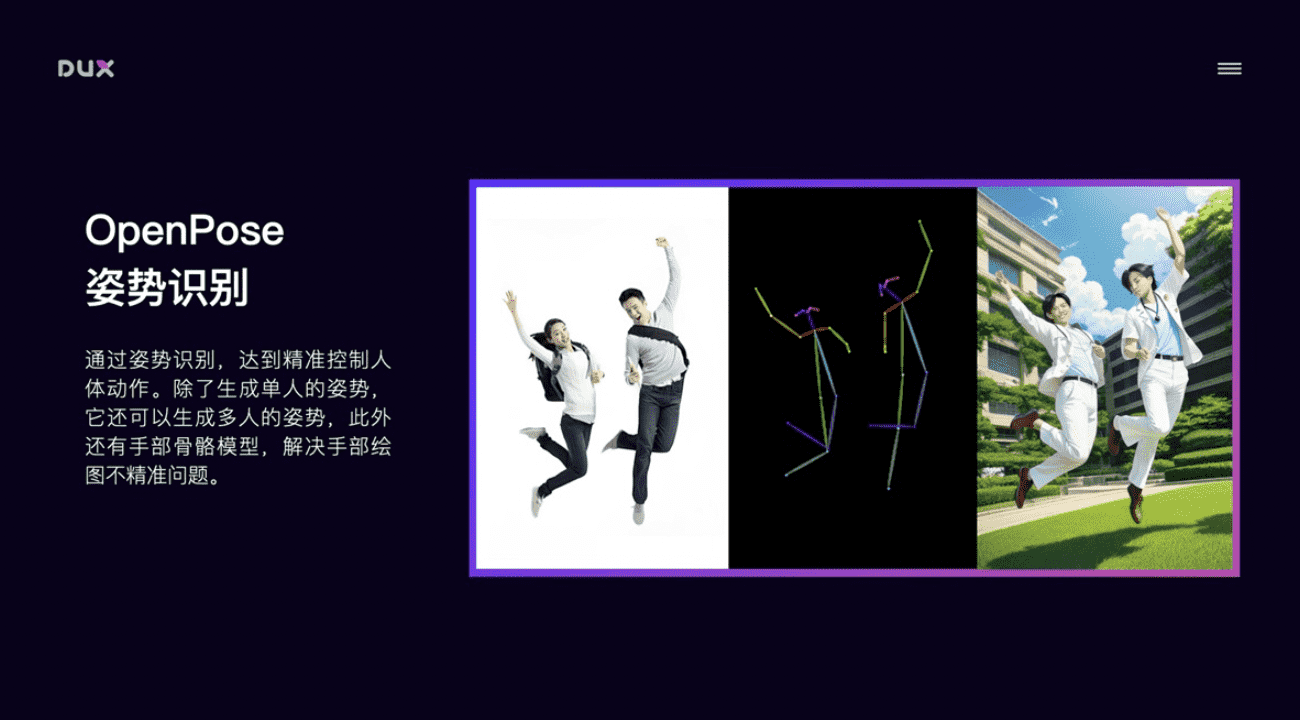 DUX
OpenPose
姿势识别
通过姿势识别，达到精准控制人
体动作。除了生成单人的姿势，
它还可以生成多人的姿势，此外
还有手部骨骼模型，解决手部绘
图不精准问题。